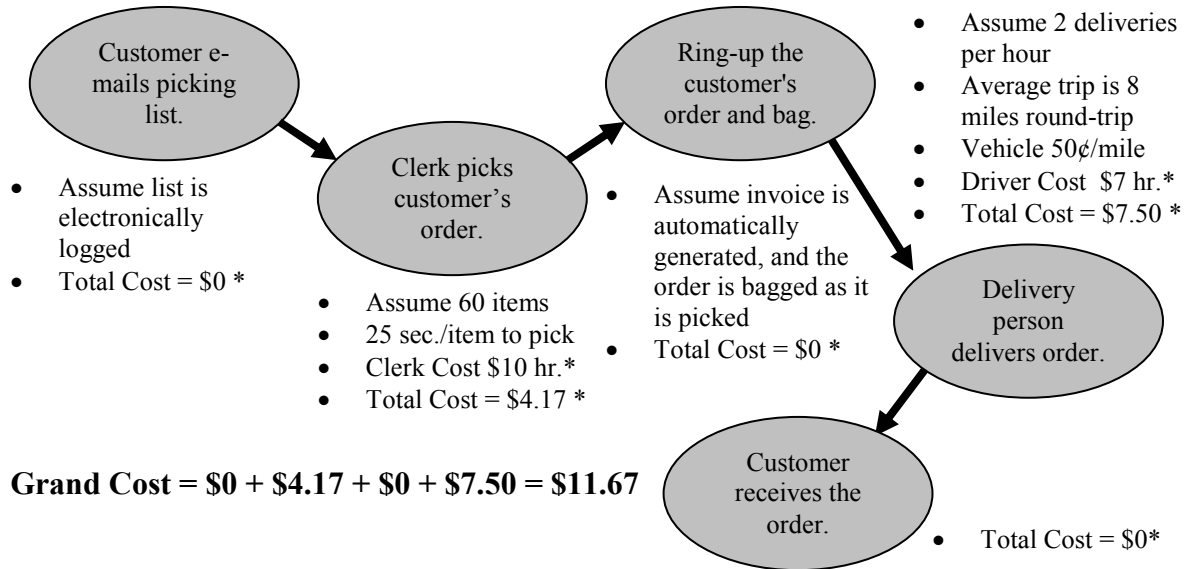 Customer e-
mails picking
list.
• Assume list is
electronically
logged
• Total Cost = $0 *
Clerk picks
customer’s
order.
• Assume 60 items
• 25 sec./item to pick
• Clerk Cost $10 hr.*
• Total Cost = $4.17 *
Ring-up the
customer's
order and bag.
• Assume invoice is
automatically
generated, and the
order is bagged as it
is picked
• Total Cost = $0 *
• Assume 2 deliveries
per hour
• Average trip is 8
miles round-trip
• Vehicle 50¢/mile
• Driver Cost $7 hr.*
• Total Cost = $7.50 *
Delivery
person
delivers order.
Customer
receives the
order.
• Total Cost = $0*
Grand Cost = $0 + $4.17 + $0 + $7.50 = $11.67